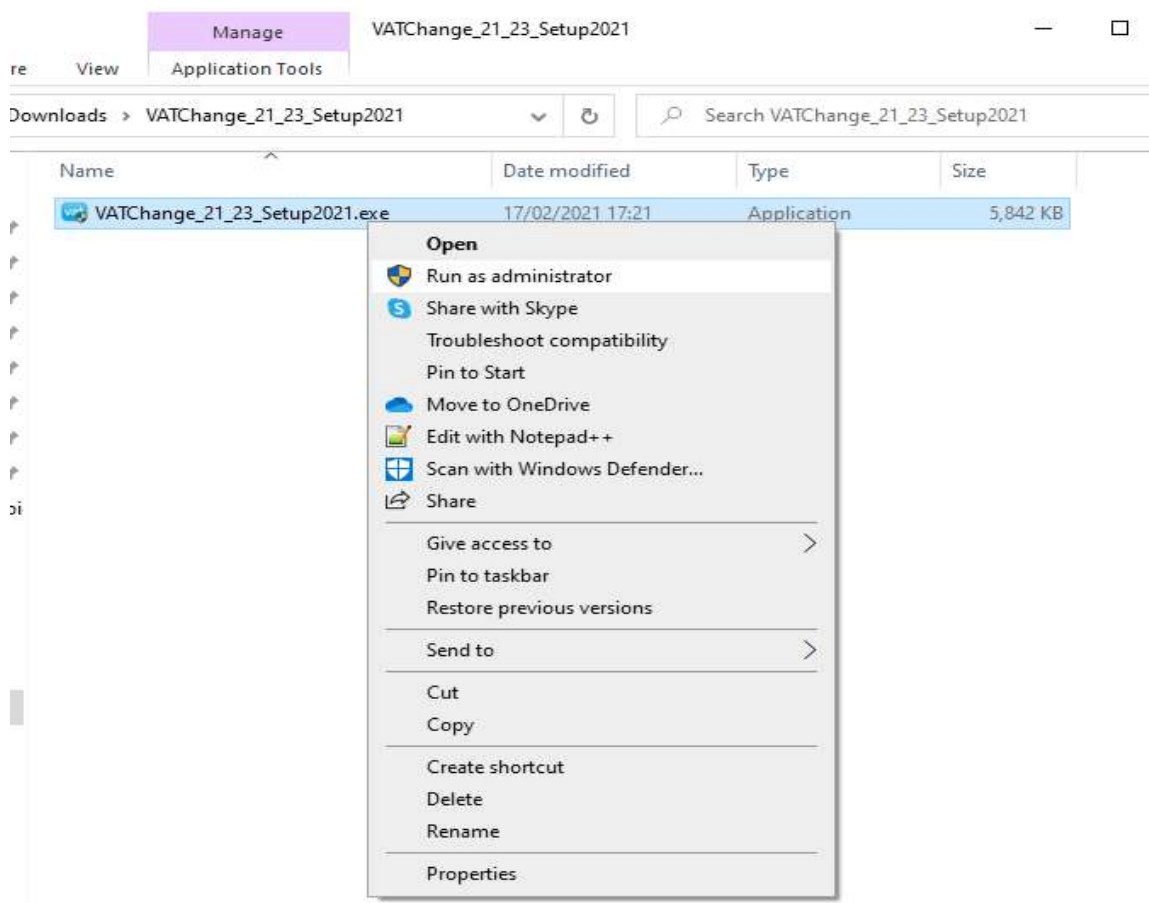 Manage VATChange_21_23_Setup2021
re View Application Tools
Downloads > VATChange_21_23_Setup2021 Search VATChange_21_23_Setup2021
Name Date modified Type Size
VATChange_21_23_Setup2021.exe 17/02/2021 17:21 Application 5,842 KB
Open
Run as administrator
Share with Skype
Troubleshoot compatibility
Pin to Start
Move to OneDrive
Edit with Notepad++
Scan with Windows Defender...
Share
oi
Give access to
Pin to taskbar
Restore previous versions
Send to
Cut
Copy
Create shortcut
Delete
Rename
Properties